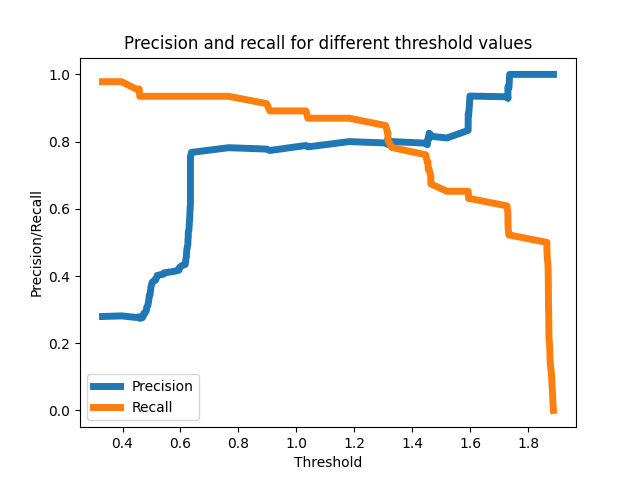 Precision and recall for different threshold values
1.0
0.8
0.6
0.4
0.2
0.0
Precision/Recall
Precision
Recall
0.4 0.6 0.8 1.0 1.2 1.4 1.6 1.8
Threshold